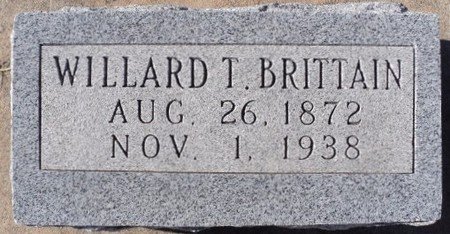 WILLARD T. BRITTAIN
AUG. 26, 1872
NOV. 1, 1938